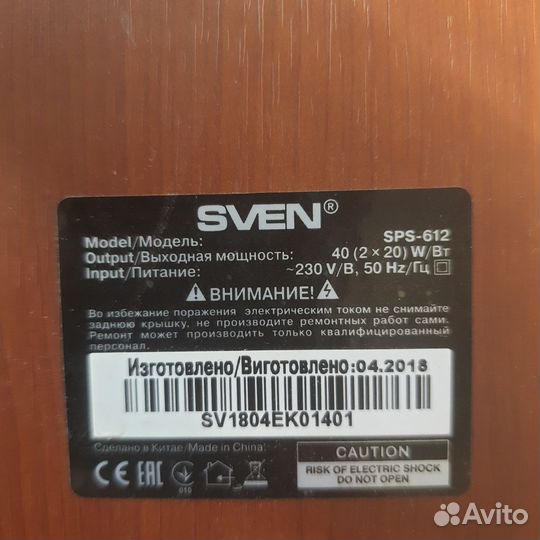 SVEN®
Model/Модель: SPS-612
Output/Выходная мощность: 40 (2 × 20) W/Вт
Input/Питание: ~230 V/В, 50 Hz/Гц
ВНИМАНИЕ!
Во избежание поражения электрическим током не снимайте
заднюю крышку, не производите ремонтных работ сами.
Ремонт может производить только квалифицированный
персонал.
Изготовлено/Виготовлено:04.2018
SV1804EK01401
Сделано в Китае/Made in China
CE EAC 010
CAUTION
RISK OF ELECTRIC SHOCK
DO NOT OPEN
Avito